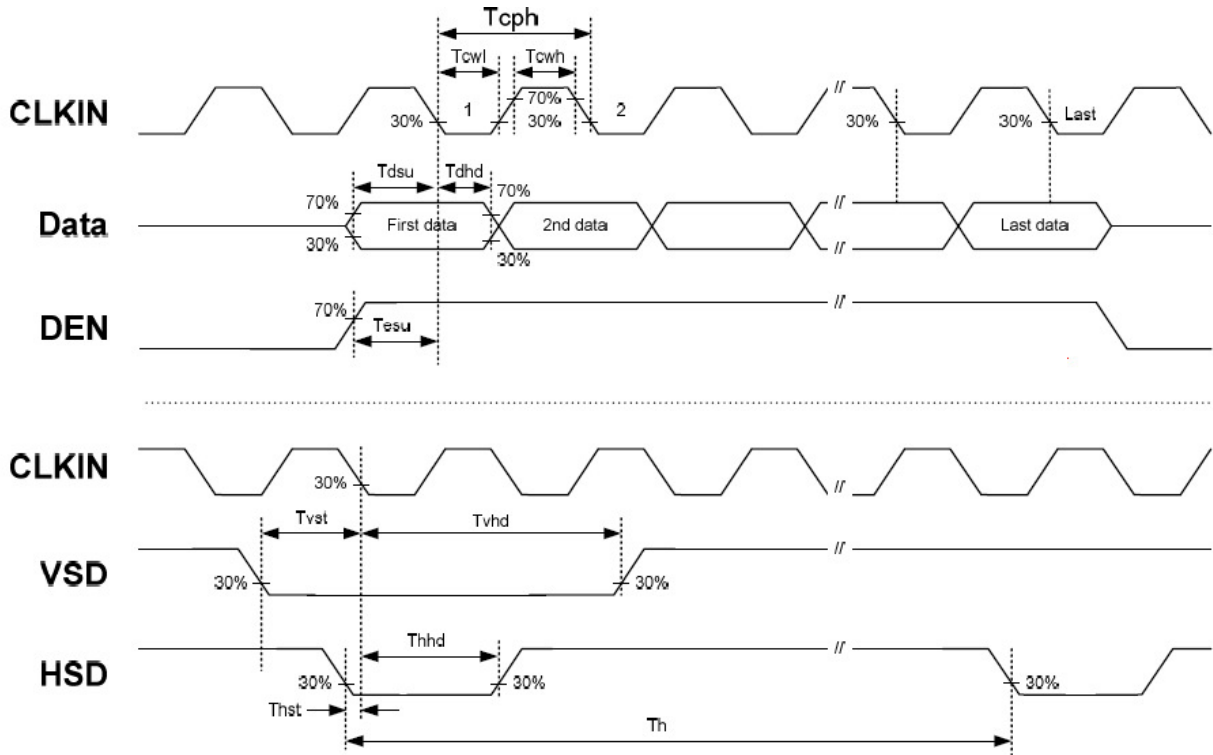 Tcph
Tcwl Tcwh
CLKIN 30% 1 70% 30% 2 // 30% 30% Last
Tdsu Tdhd
70% 70%
Data First data 2nd data // Last data
30% 30%
DEN 70% //
Tesu
CLKIN 30% //
Tvst Tvhd
VSD 30% 30% //
Thhd
HSD 30% 30% // 30%
Thst
Th